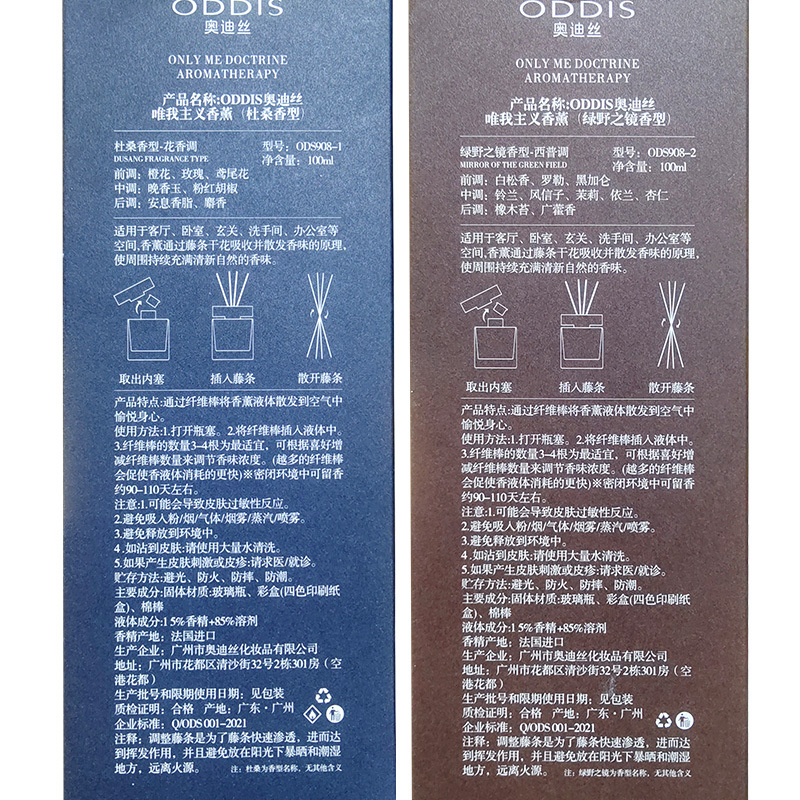 ODDIS
奥迪丝
ONLY ME DOCTRINE
AROMATHERAPY
产品名称:ODDIS奥迪丝
唯我主义香薰（杜桑香型）
杜桑香型-花香调 型号：ODS908-1
DUSANG FRAGRANCE TYPE 净含量：100ml
前调：橙花、玫瑰、鸢尾花
中调：晚香玉、粉红胡椒
后调：安息香脂、麝香
适用于客厅、卧室、玄关、洗手间、办公室等
空间,香薰通过藤条干花吸收并散发香味的原理,
使周围持续充满清新自然的香味。
取出内塞 插入藤条 散开藤条
产品特点:通过纤维棒将香薰液体散发到空气中
愉悦身心。
使用方法:1.打开瓶塞。2.将纤维棒插入液体中。
3.纤维棒的数量3-4根为最适宜，可根据喜好增
减纤维棒数量来调节香味浓度。(越多的纤维棒
会促使香液体消耗的更快)※密闭环境中可留香
约90-110天左右。
注意:1.可能会导致皮肤过敏性反应。
2.避免吸入粉/烟/气体/烟雾/蒸汽/喷雾。
3.避免释放到环境中。
4 .如沾到皮肤:请使用大量水清洗。
5.如果产生皮肤刺激或皮疹:请求医/就诊。
贮存方法:避光、防火、防摔、防潮。
主要成分:固体材质:玻璃瓶、彩盒(四色印刷纸
盒)、棉棒
液体成分:15%香精+85%溶剂
香精产地：法国进口
生产企业：广州市奥迪丝化妆品有限公司
地址：广州市花都区清沙街32号2栋301房（空
港花都）
生产批号和限期使用日期：见包装
质检证明：合格 产地：广东·广州
企业标准：Q/ODS 001-2021
注释：调整藤条是为了藤条快速渗透，进而达
到挥发作用，并且避免放在阳光下暴晒和潮湿
地方，远离火源。 注：杜桑为香型名称，无其他含义
ODDIS
奥迪丝
ONLY ME DOCTRINE
AROMATHERAPY
产品名称:ODDIS奥迪丝
唯我主义香薰（绿野之镜香型）
绿野之镜香型-西普调 型号：ODS908-2
MIRROR OF THE GREEN FIELD 净含量：100ml
前调：白松香、罗勒、黑加仑
中调：铃兰、风信子、茉莉、依兰、杏仁
后调：橡木苔、广藿香
适用于客厅、卧室、玄关、洗手间、办公室等
空间,香薰通过藤条干花吸收并散发香味的原理,
使周围持续充满清新自然的香味。
取出内塞 插入藤条 散开藤条
产品特点:通过纤维棒将香薰液体散发到空气中
愉悦身心。
使用方法:1.打开瓶塞。2.将纤维棒插入液体中。
3.纤维棒的数量3-4根为最适宜，可根据喜好增
减纤维棒数量来调节香味浓度。(越多的纤维棒
会促使香液体消耗的更快)※密闭环境中可留香
约90-110天左右。
注意:1.可能会导致皮肤过敏性反应。
2.避免吸入粉/烟/气体/烟雾/蒸汽/喷雾。
3.避免释放到环境中。
4 .如沾到皮肤:请使用大量水清洗。
5.如果产生皮肤刺激或皮疹:请求医/就诊。
贮存方法:避光、防火、防摔、防潮。
主要成分:固体材质:玻璃瓶、彩盒(四色印刷纸
盒)、棉棒
液体成分:15%香精+85%溶剂
香精产地：法国进口
生产企业：广州市奥迪丝化妆品有限公司
地址：广州市花都区清沙街32号2栋301房（空
港花都）
生产批号和限期使用日期：见包装
质检证明：合格 产地：广东·广州
企业标准：Q/ODS 001-2021
注释：调整藤条是为了藤条快速渗透，进而达
到挥发作用，并且避免放在阳光下暴晒和潮湿
地方，远离火源。 注：绿野之镜为香型名称，无其他含义